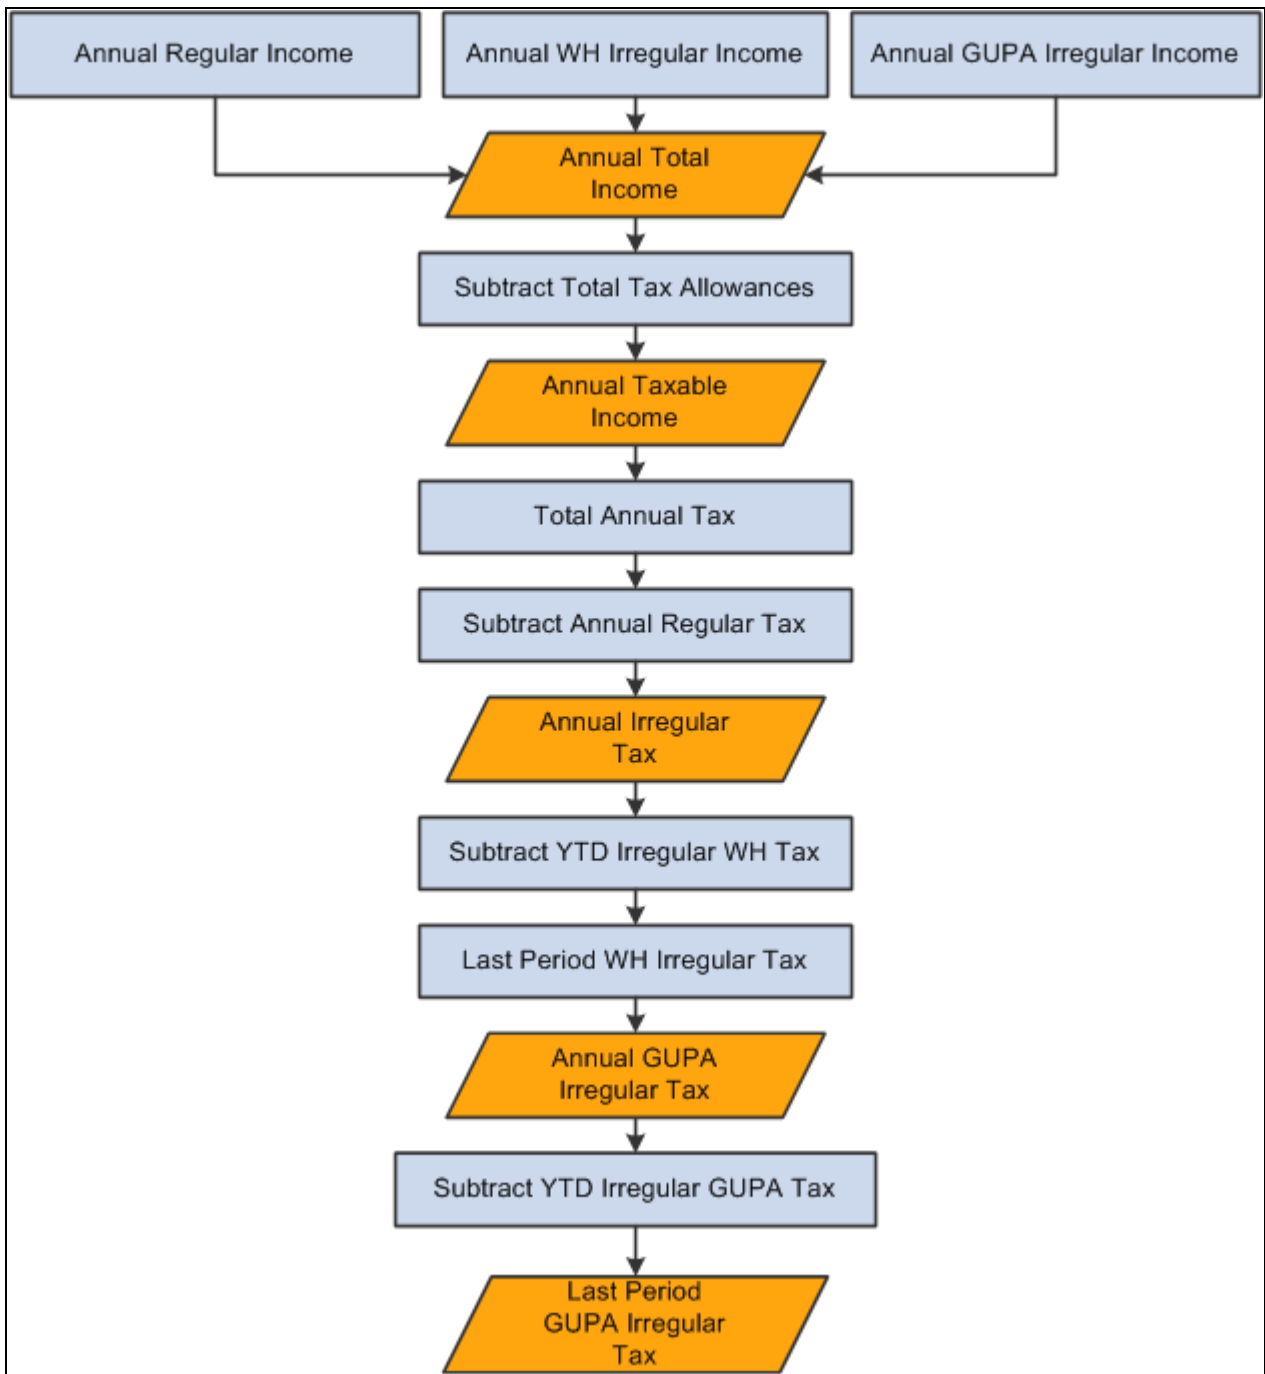 Annual Regular Income
Annual WH Irregular Income
Annual GUPA Irregular Income
Annual Total
Income
Subtract Total Tax Allowances
Annual Taxable
Income
Total Annual Tax
Subtract Annual Regular Tax
Annual Irregular
Tax
Subtract YTD Irregular WH Tax
Last Period WH Irregular Tax
Annual GUPA
Irregular Tax
Subtract YTD Irregular GUPA Tax
Last Period
GUPA Irregular
Tax